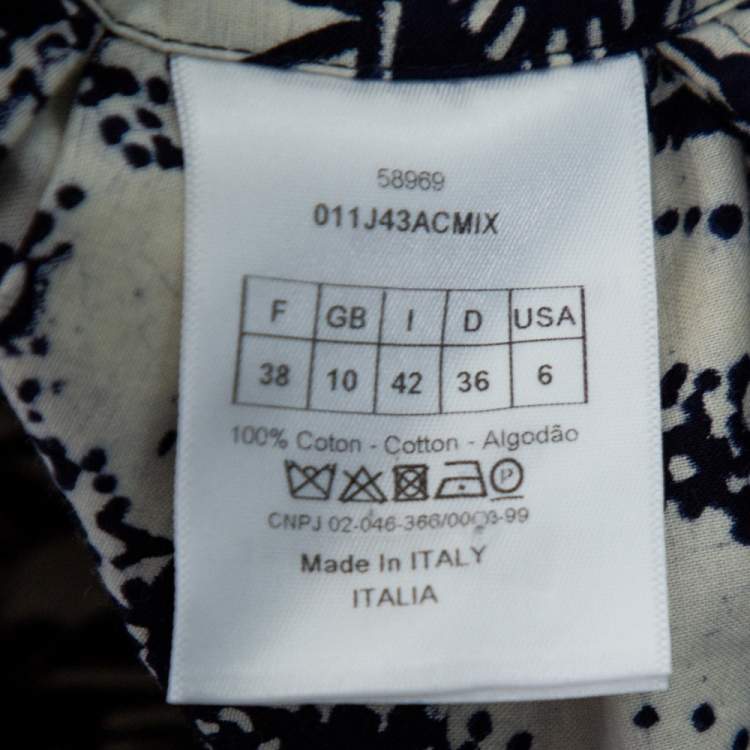 58969
011J43ACMIX
F GB I D USA
38 10 42 36 6
100% Coton - Cotton - Algodão
P
CNPJ 02-046-366/0003-99
Made In ITALY
ITALIA